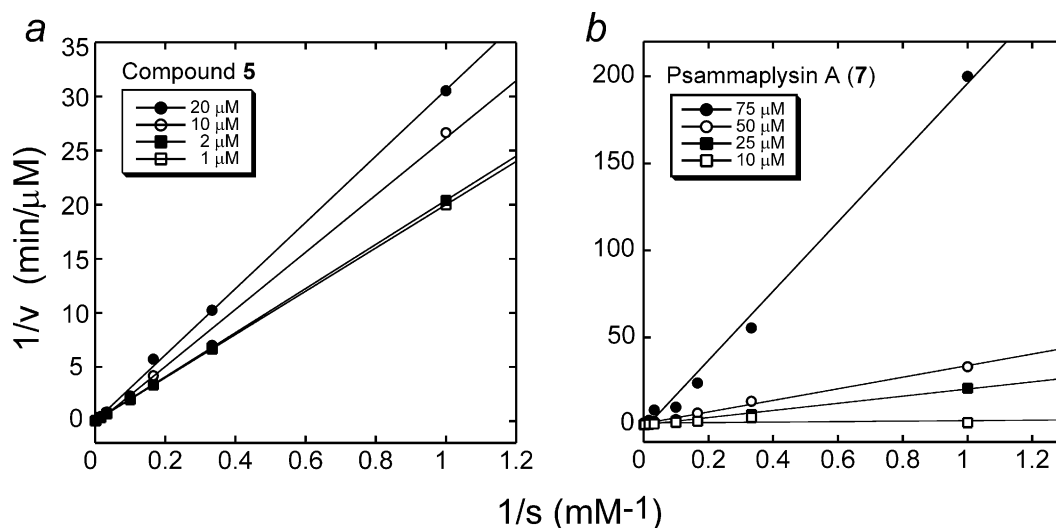 a
35
30
25
20
15
10
5
0
Compound 5
20 μM
10 μM
2 μM
1 μM
0 0.2 0.4 0.6 0.8 1 1.2
b
200
150
100
50
0
Psammaplysin A (7)
75 μM
50 μM
25 μM
10 μM
0 0.2 0.4 0.6 0.8 1 1.2
1/v (min/μM)
1/s (mM-1)